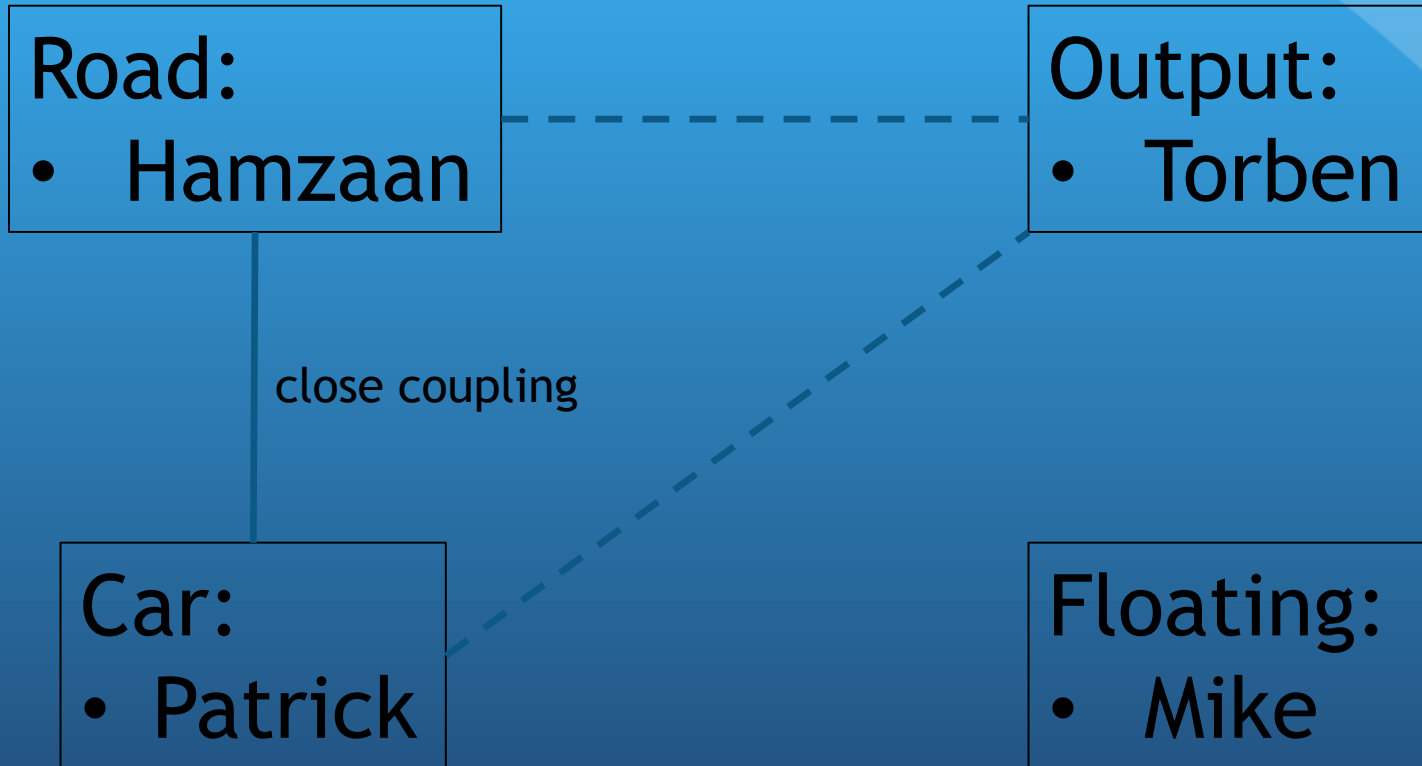 Road:
• Hamzaan
Output:
• Torben
close coupling
Car:
• Patrick
Floating:
• Mike